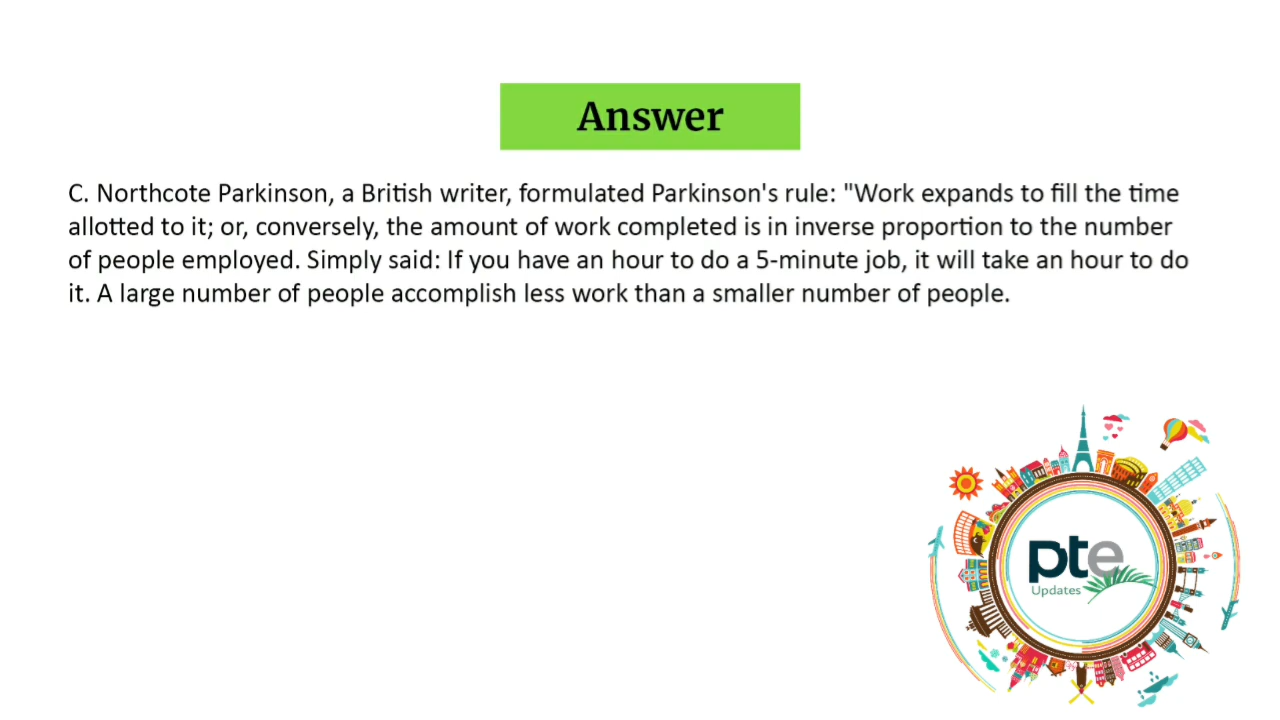 Answer
C. Northcote Parkinson, a British writer, formulated Parkinson's rule: "Work expands to fill the time
allotted to it; or, conversely, the amount of work completed is in inverse proportion to the number
of people employed. Simply said: If you have an hour to do a 5-minute job, it will take an hour to do
it. A large number of people accomplish less work than a smaller number of people.
pte
Updates